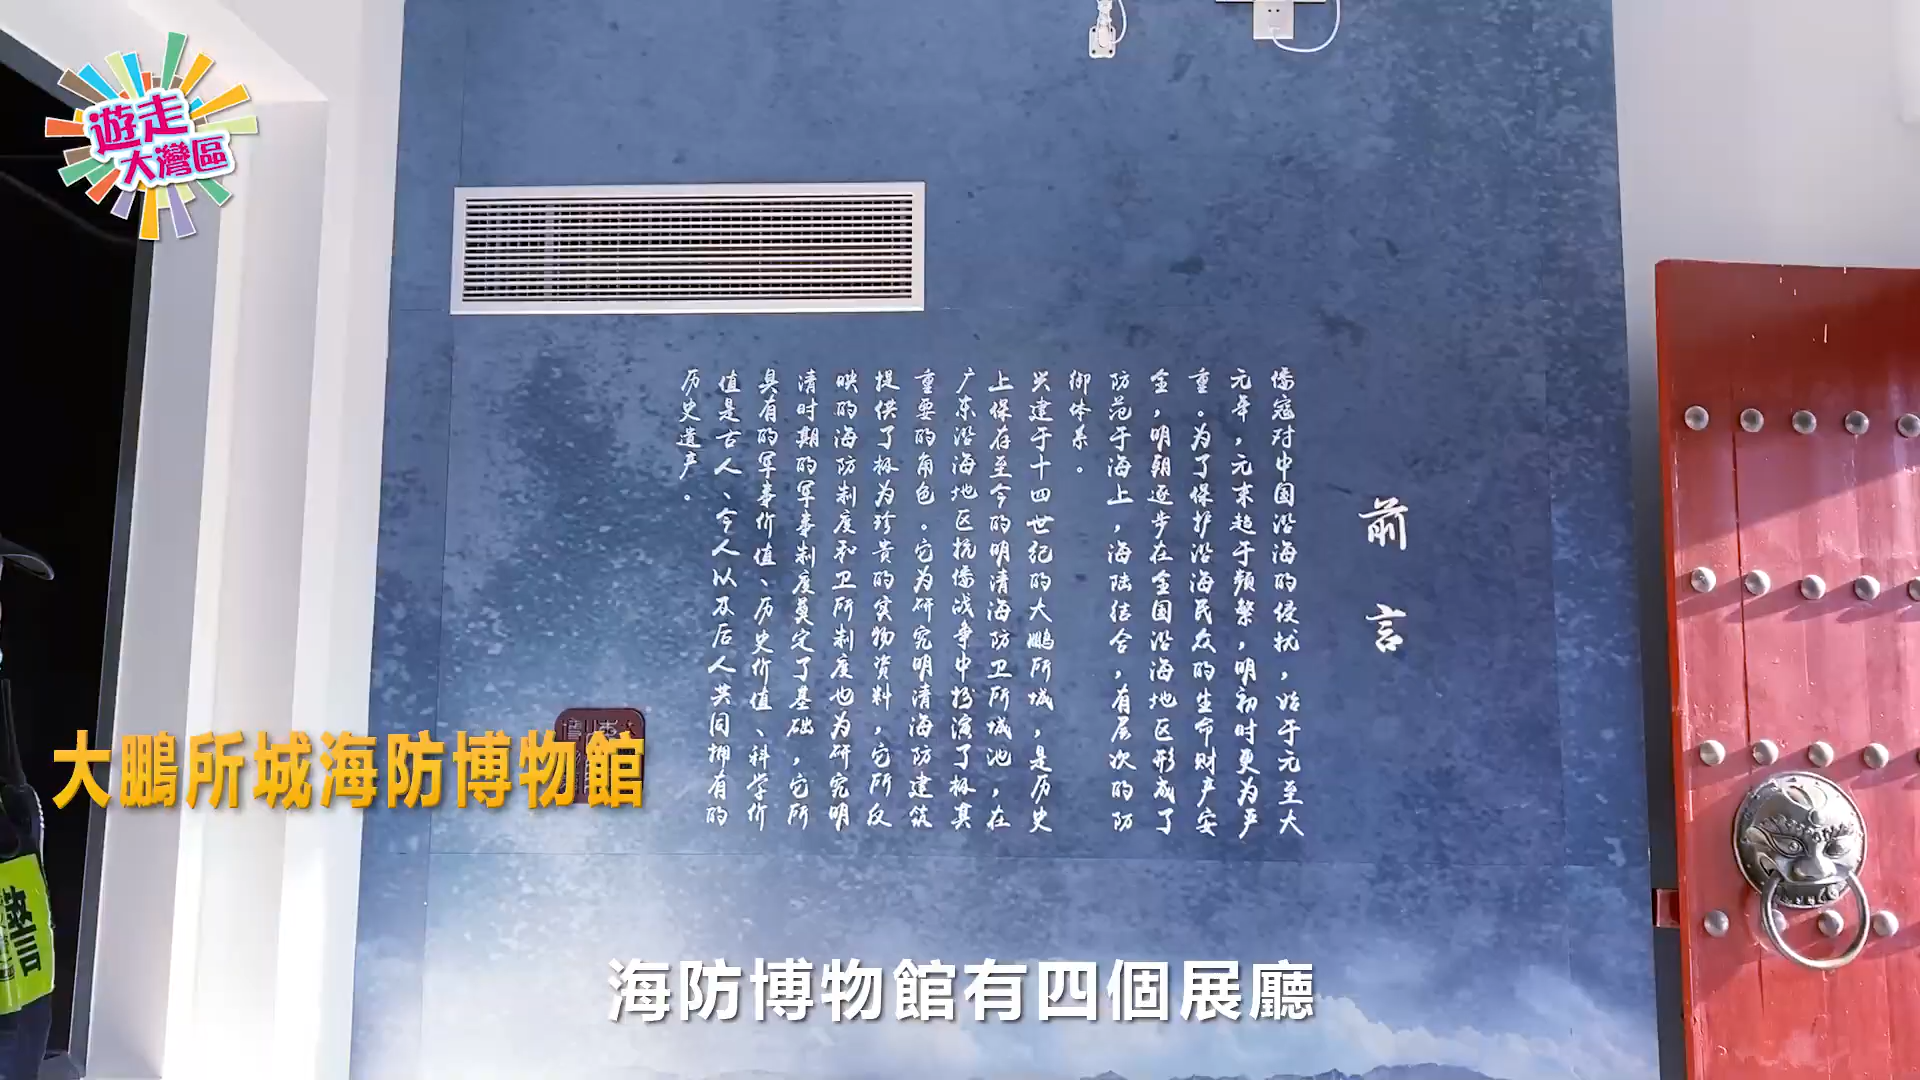 遊走
大灣區
前言
倭寇对中国沿海的侵扰，始于元至大
元年，元末趋于频繁，明初时更为严
重。为了保护沿海民众的生命财产安
全，明朝逐步在全国沿海地区形成了
防范于海上，海陆结合，有层次的防
御体系。
兴建于十四世纪的大鹏所城，是历史
上保存至今的明清海防卫所城池，在
广东沿海地区抗倭战争中扮演了极其
重要的角色。它为研究明清海防建筑
提供了极为珍贵的实物资料，它所反
映的海防制度和卫所制度也为研究明
清时期的军事制度奠定了基础，它所
具有的军事价值、历史价值、科学价
值是古人、今人以及后人共同拥有的
历史遗产。
大鵬所城海防博物館
海防博物館有四個展廳